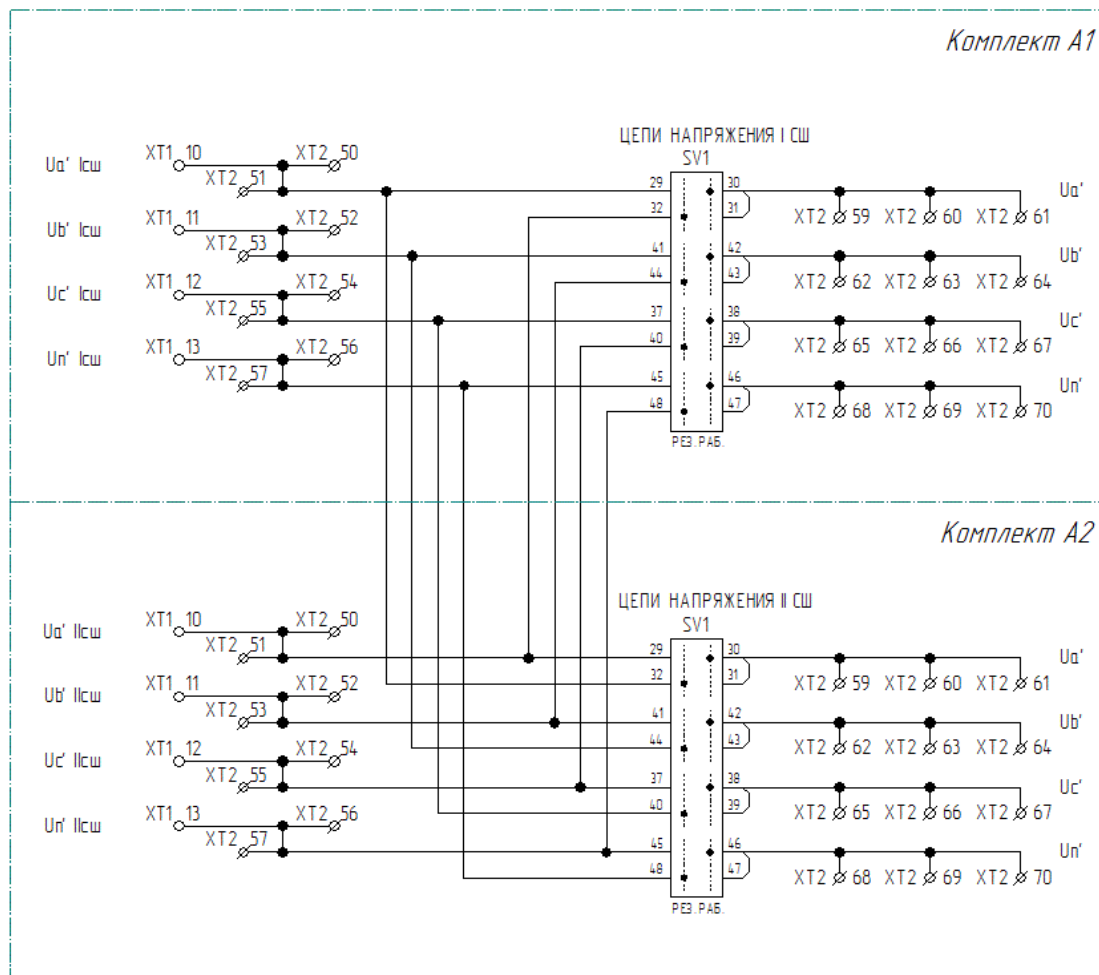 Комплект А1
ЦЕПИ НАПРЯЖЕНИЯ I СШ
SV1
Ua' Iсш XT1 10 XT2 50
XT2 51 29 30 Ua'
32 31 XT2 59 XT2 60 XT2 61
Ub' Iсш XT1 11 XT2 52
XT2 53 41 42 Ub'
44 43 XT2 62 XT2 63 XT2 64
Uc' Iсш XT1 12 XT2 54
XT2 55 37 38 Uc'
40 39 XT2 65 XT2 66 XT2 67
Un' Iсш XT1 13 XT2 56
XT2 57 45 46 Un'
48 47 XT2 68 XT2 69 XT2 70
РЕЗ. РАБ.
Комплект А2
ЦЕПИ НАПРЯЖЕНИЯ II СШ
SV1
Ua' IIсш XT1 10 XT2 50
XT2 51 29 30 Ua'
32 31 XT2 59 XT2 60 XT2 61
Ub' IIсш XT1 11 XT2 52
XT2 53 41 42 Ub'
44 43 XT2 62 XT2 63 XT2 64
Uc' IIсш XT1 12 XT2 54
XT2 55 37 38 Uc'
40 39 XT2 65 XT2 66 XT2 67
Un' IIсш XT1 13 XT2 56
XT2 57 45 46 Un'
48 47 XT2 68 XT2 69 XT2 70
РЕЗ. РАБ.